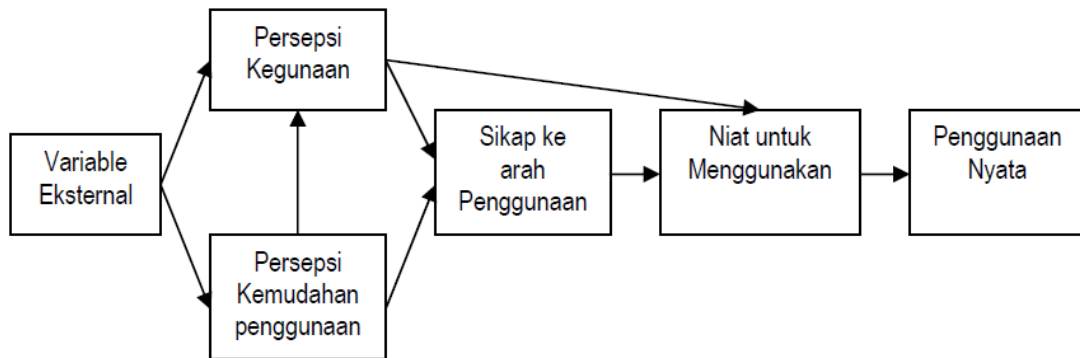 Persepsi
Kegunaan
Variable
Eksternal
Sikap ke
arah
Penggunaan
Niat untuk
Menggunakan
Penggunaan
Nyata
Persepsi
Kemudahan
penggunaan